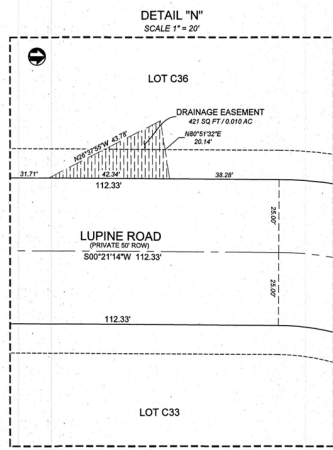 DETAIL "N"
SCALE 1" = 20'
LOT C36
DRAINAGE EASEMENT
421 SQ FT / 0.010 AC
N80°51'32"E
20.14'
N26°37'55"W 43.78'
31.71'
42.34'
38.28'
112.33'
25.00'
LUPINE ROAD
(PRIVATE 50' ROW)
S00°21'14"W 112.33'
25.00'
112.33'
LOT C33